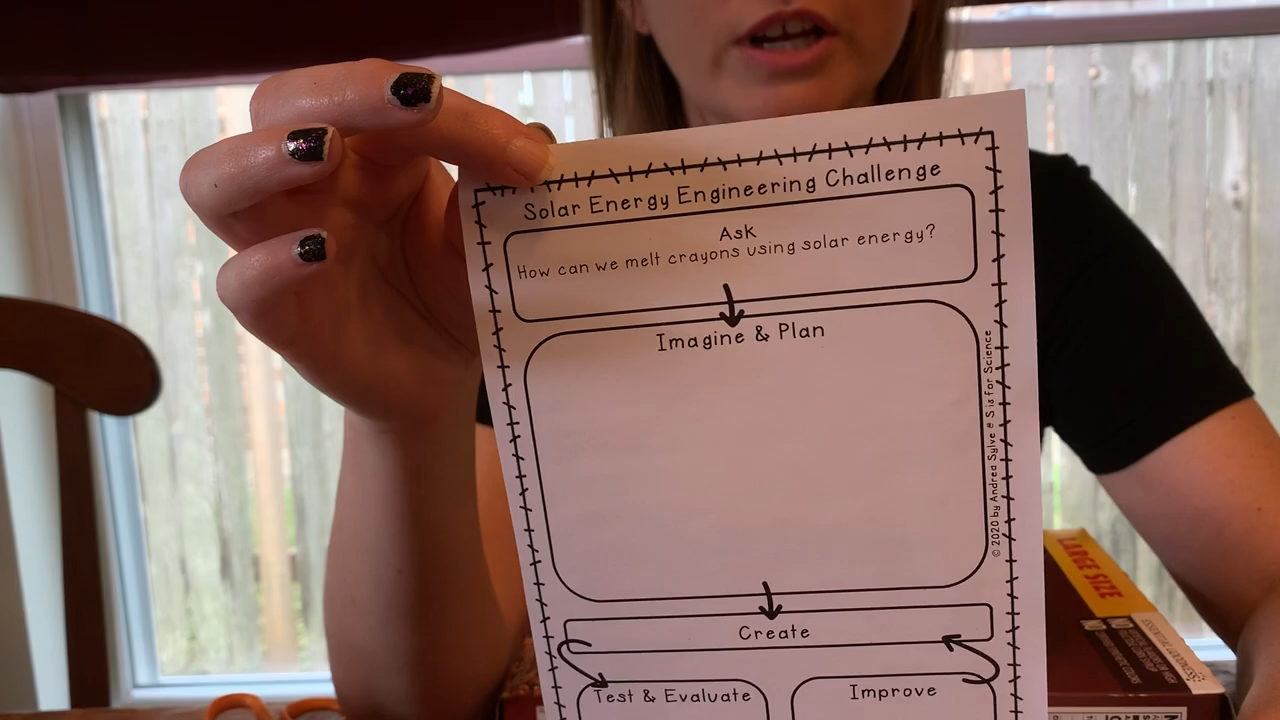 Solar Energy Engineering Challenge
Ask
How can we melt crayons using solar energy?
Imagine & Plan
© 2020 by Andrea Sylve @ S is for Science
Create
Test & Evaluate
Improve
LARGE SIZE